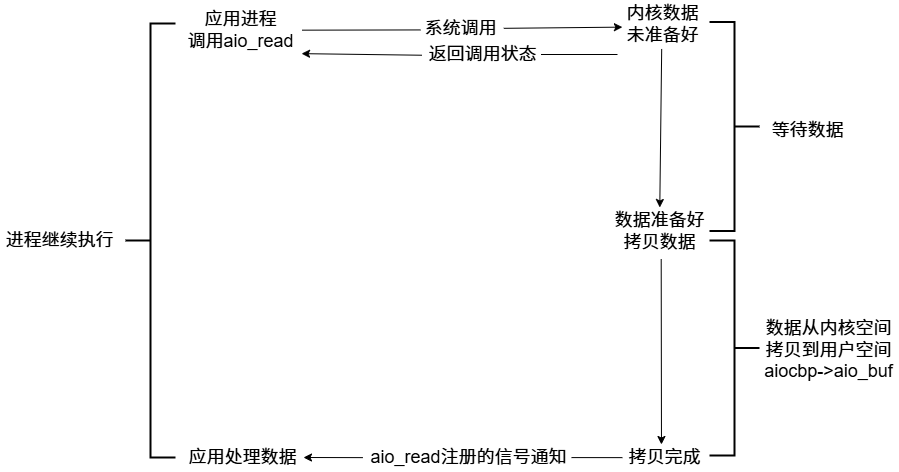 应用进程
调用aio_read
系统调用
返回调用状态
内核数据
未准备好
等待数据
数据准备好
拷贝数据
进程继续执行
数据从内核空间
拷贝到用户空间
aiocbp->aio_buf
应用处理数据
aio_read注册的信号通知
拷贝完成